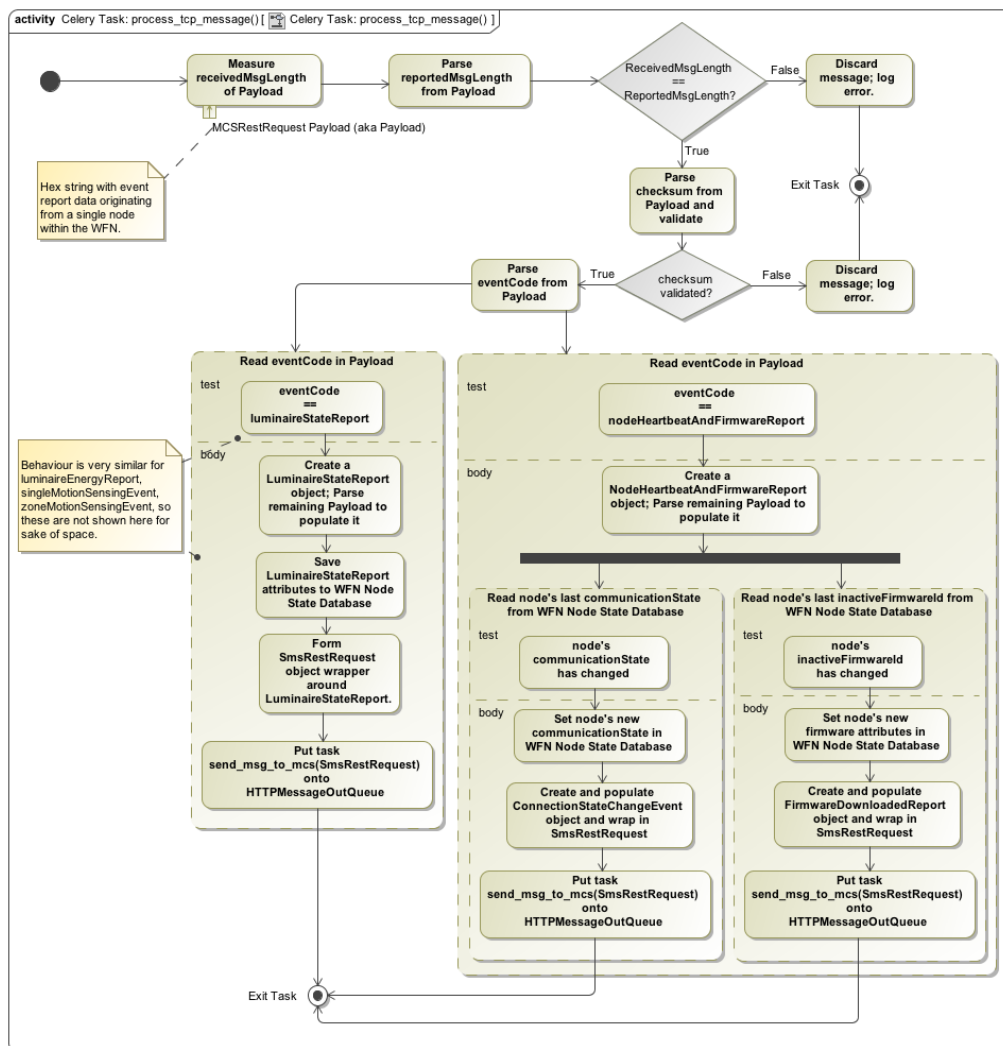 activity Celery Task: process_tcp_message() [ Celery Task: process_tcp_message() ]
Measure
receivedMsgLength
of Payload
Parse
reportedMsgLength
from Payload
ReceivedMsgLength
==
ReportedMsgLength?
False
Discard
message; log
error.
MCSRestRequest Payload (aka Payload)
Hex string with event
report data originating
from a single node
within the WFN.
True
Parse
checksum from
Payload and
validate
Exit Task
Parse
eventCode from
Payload
True
checksum
validated?
False
Discard
message; log
error.
Read eventCode in Payload
test
eventCode
==
luminaireStateReport
body
Behaviour is very similar for
luminaireEnergyReport,
singleMotionSensingEvent,
zoneMotionSensingEvent, so
these are not shown here for
sake of space.
Create a
LuminaireStateReport
object; Parse
remaining Payload to
populate it
Save
LuminaireStateReport
attributes to WFN Node
State Database
Form
SmsRestRequest
object wrapper
around
LuminaireStateReport.
Put task
send_msg_to_mcs(SmsRestRequest)
onto
HTTPMessageOutQueue
Read eventCode in Payload
test
eventCode
==
nodeHeartbeatAndFirmwareReport
body
Create a
NodeHeartbeatAndFirmwareReport
object; Parse remaining Payload to
populate it
Read node's last communicationState
from WFN Node State Database
test
node's
communicationState
has changed
body
Set node's new
communicationState in
WFN Node State Database
Create and populate
ConnectionStateChangeEvent
object and wrap in
SmsRestRequest
Put task
send_msg_to_mcs(SmsRestRequest)
onto
HTTPMessageOutQueue
Read node's last inactiveFirmwareId from
WFN Node State Database
test
node's
inactiveFirmwareId
has changed
body
Set node's new
firmware attributes in
WFN Node State Database
Create and populate
FirmwareDownloadedReport
object and wrap in
SmsRestRequest
Put task
send_msg_to_mcs(SmsRestRequest)
onto
HTTPMessageOutQueue
Exit Task